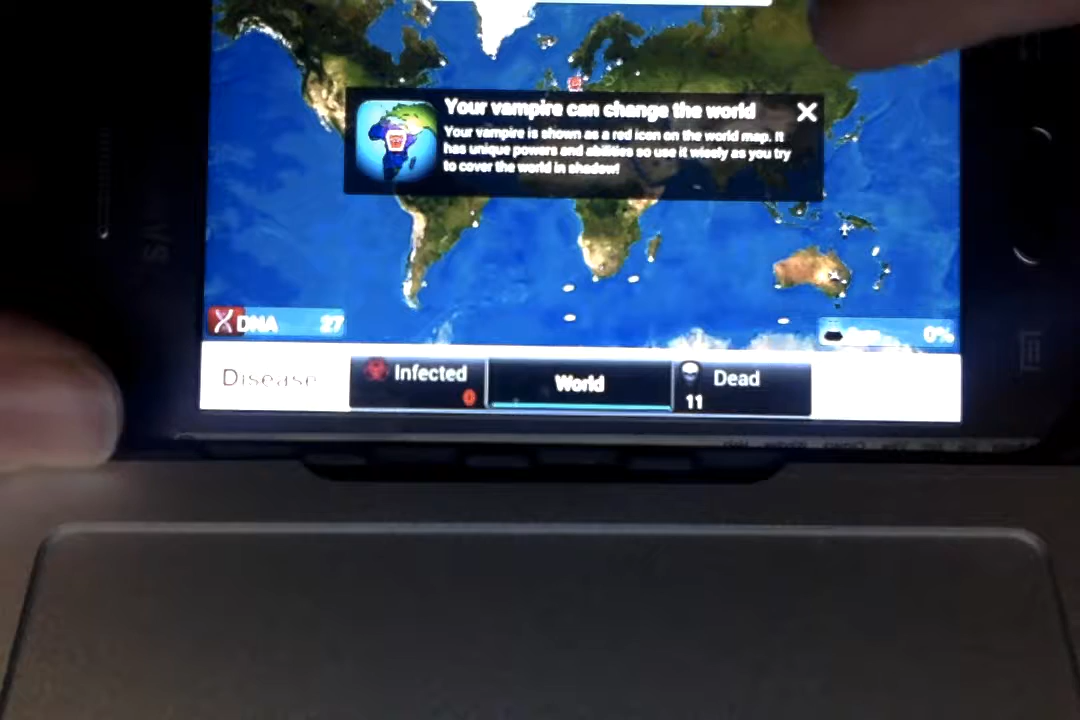 Your vampire can change the world
Your vampire is shown as a red icon on the world map. It
has unique powers and abilities so use it wisely as you try
to cover the world in shadow!
DNA 27
0%
Disease
Infected
0
World
Dead
11